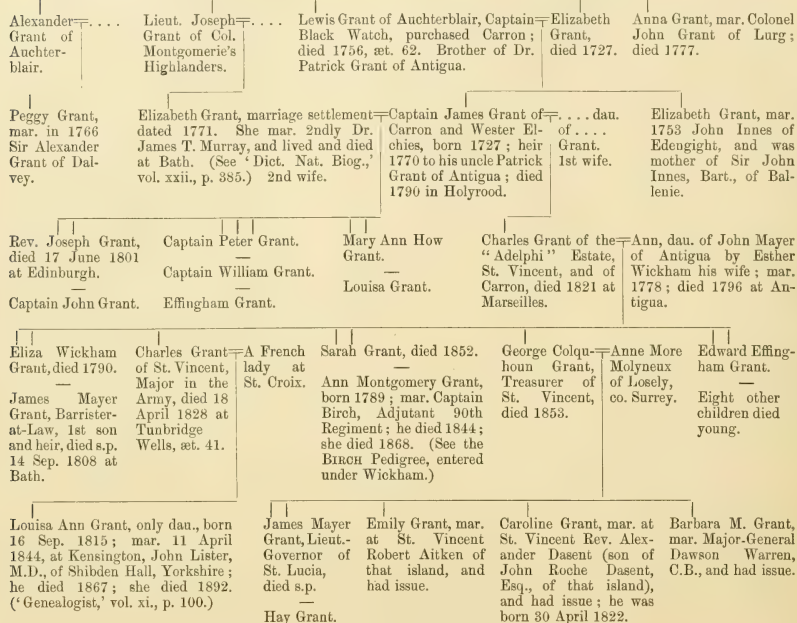 Alexander=. . . .
Grant of
Auchter-
blair.
Lieut. Joseph=. . . .
Grant of Col.
Montgomerie's
Highlanders.
Lewis Grant of Auchterblair, Captain=Elizabeth
Black Watch, purchased Carron; Grant,
died 1756, æt. 62. Brother of Dr. died 1727.
Patrick Grant of Antigua.
Anna Grant, mar. Colonel
John Grant of Lurg;
died 1777.
Peggy Grant,
mar. in 1766
Sir Alexander
Grant of Dal-
vey.
Elizabeth Grant, marriage settlement=Captain James Grant of=. . . . dau.
dated 1771. She mar. 2ndly Dr. Carron and Wester El- of . . . .
James T. Murray, and lived and died chies, born 1727; heir Grant.
at Bath. (See 'Dict. Nat. Biog.,' 1770 to his uncle Patrick 1st wife.
vol. xxii., p. 385.) 2nd wife. Grant of Antigua; died
1790 in Holyrood.
Elizabeth Grant, mar.
1753 John Innes of
Edengight, and was
mother of Sir John
Innes, Bart., of Bal-
lenie.
Rev. Joseph Grant,
died 17 June 1801
at Edinburgh.
—
Captain John Grant.
Captain Peter Grant.
—
Captain William Grant.
—
Effingham Grant.
Mary Ann How
Grant.
—
Louisa Grant.
Charles Grant of the=Ann, dau. of John Mayer
"Adelphi" Estate, of Antigua by Esther
St. Vincent, and of Wickham his wife; mar.
Carron, died 1821 at 1778; died 1796 at An-
Marseilles. tigua.
Eliza Wickham
Grant, died 1790.
—
James Mayer
Grant, Barrister-
at-Law, 1st son
and heir, died s.p.
14 Sep. 1808 at
Bath.
Charles Grant=A French
of St. Vincent, lady at
Major in the St. Croix.
Army, died 18
April 1828 at
Tunbridge
Wells, æt. 41.
Sarah Grant, died 1852.
—
Ann Montgomery Grant,
born 1789; mar. Captain
Birch, Adjutant 90th
Regiment; he died 1844;
she died 1868. (See the
BIRCH Pedigree, entered
under Wickham.)
George Colqu-=Anne More
houn Grant, Molyneux
Treasurer of of Losely,
St. Vincent, co. Surrey.
died 1853.
Edward Effing-
ham Grant.
—
Eight other
children died
young.
Louisa Ann Grant, only dau., born
16 Sep. 1815; mar. 11 April
1844, at Kensington, John Lister,
M.D., of Shibden Hall, Yorkshire;
he died 1867; she died 1892.
('Genealogist,' vol. xi., p. 100.)
James Mayer
Grant, Lieut.-
Governor of
St. Lucia,
died s.p.
—
Hay Grant.
Emily Grant, mar.
at St. Vincent
Robert Aitken of
that island, and
had issue.
Caroline Grant, mar. at
St. Vincent Rev. Alex-
ander Dasent (son of
John Roche Dasent,
Esq., of that island),
and had issue; he was
born 30 April 1822.
Barbara M. Grant,
mar. Major-General
Dawson Warren,
C.B., and had issue.